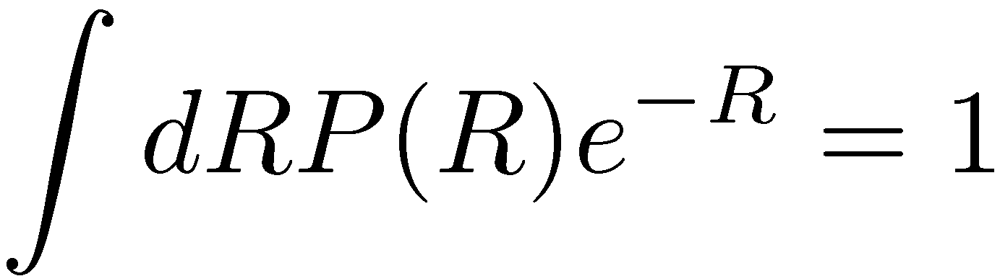 ∫ dRP(R)e^{-R} = 1